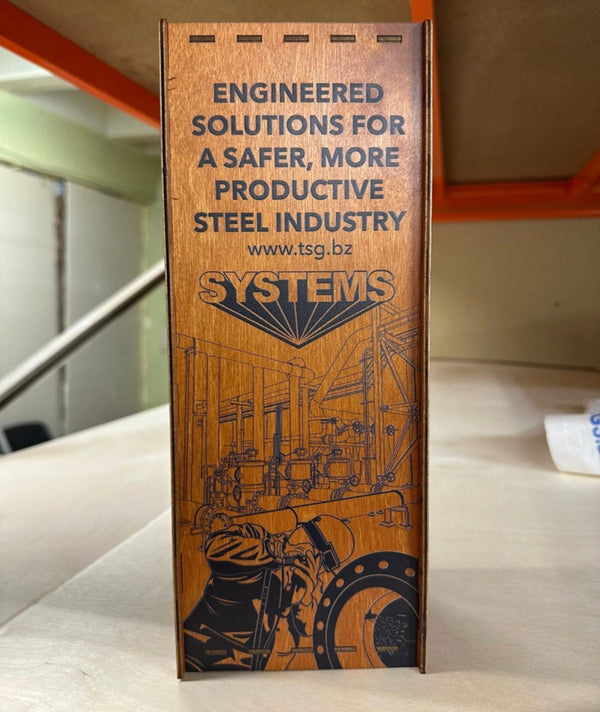 ENGINEERED
SOLUTIONS FOR
A SAFER, MORE
PRODUCTIVE
STEEL INDUSTRY
www.tsg.bz
SYSTEMS